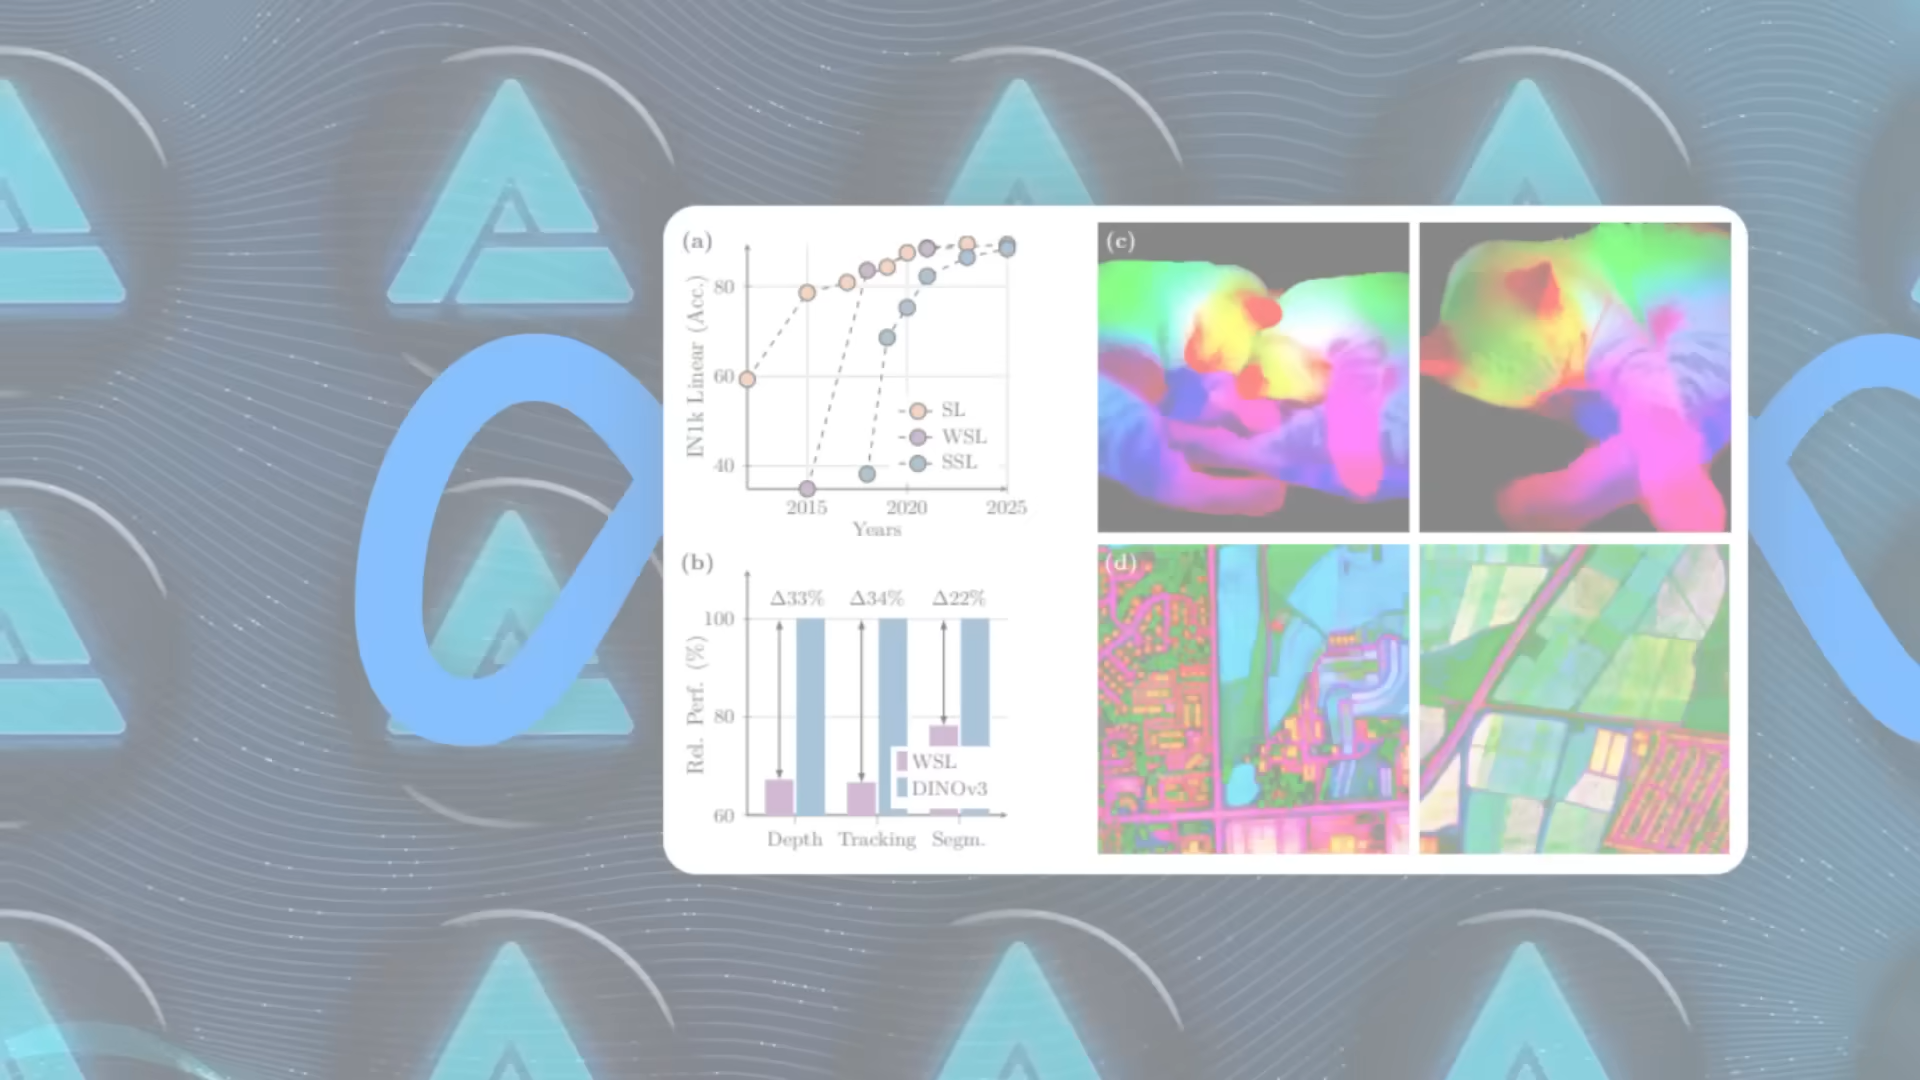 (a)
IN1k Linear (Acc.)
80
60
40
SL
WSL
SSL
2015 2020 2025
Years
(b)
Rel. Perf. (%)
Δ33% Δ34% Δ22%
100
80
60
WSL
DINOv3
Depth Tracking Segm.
(c)
(d)